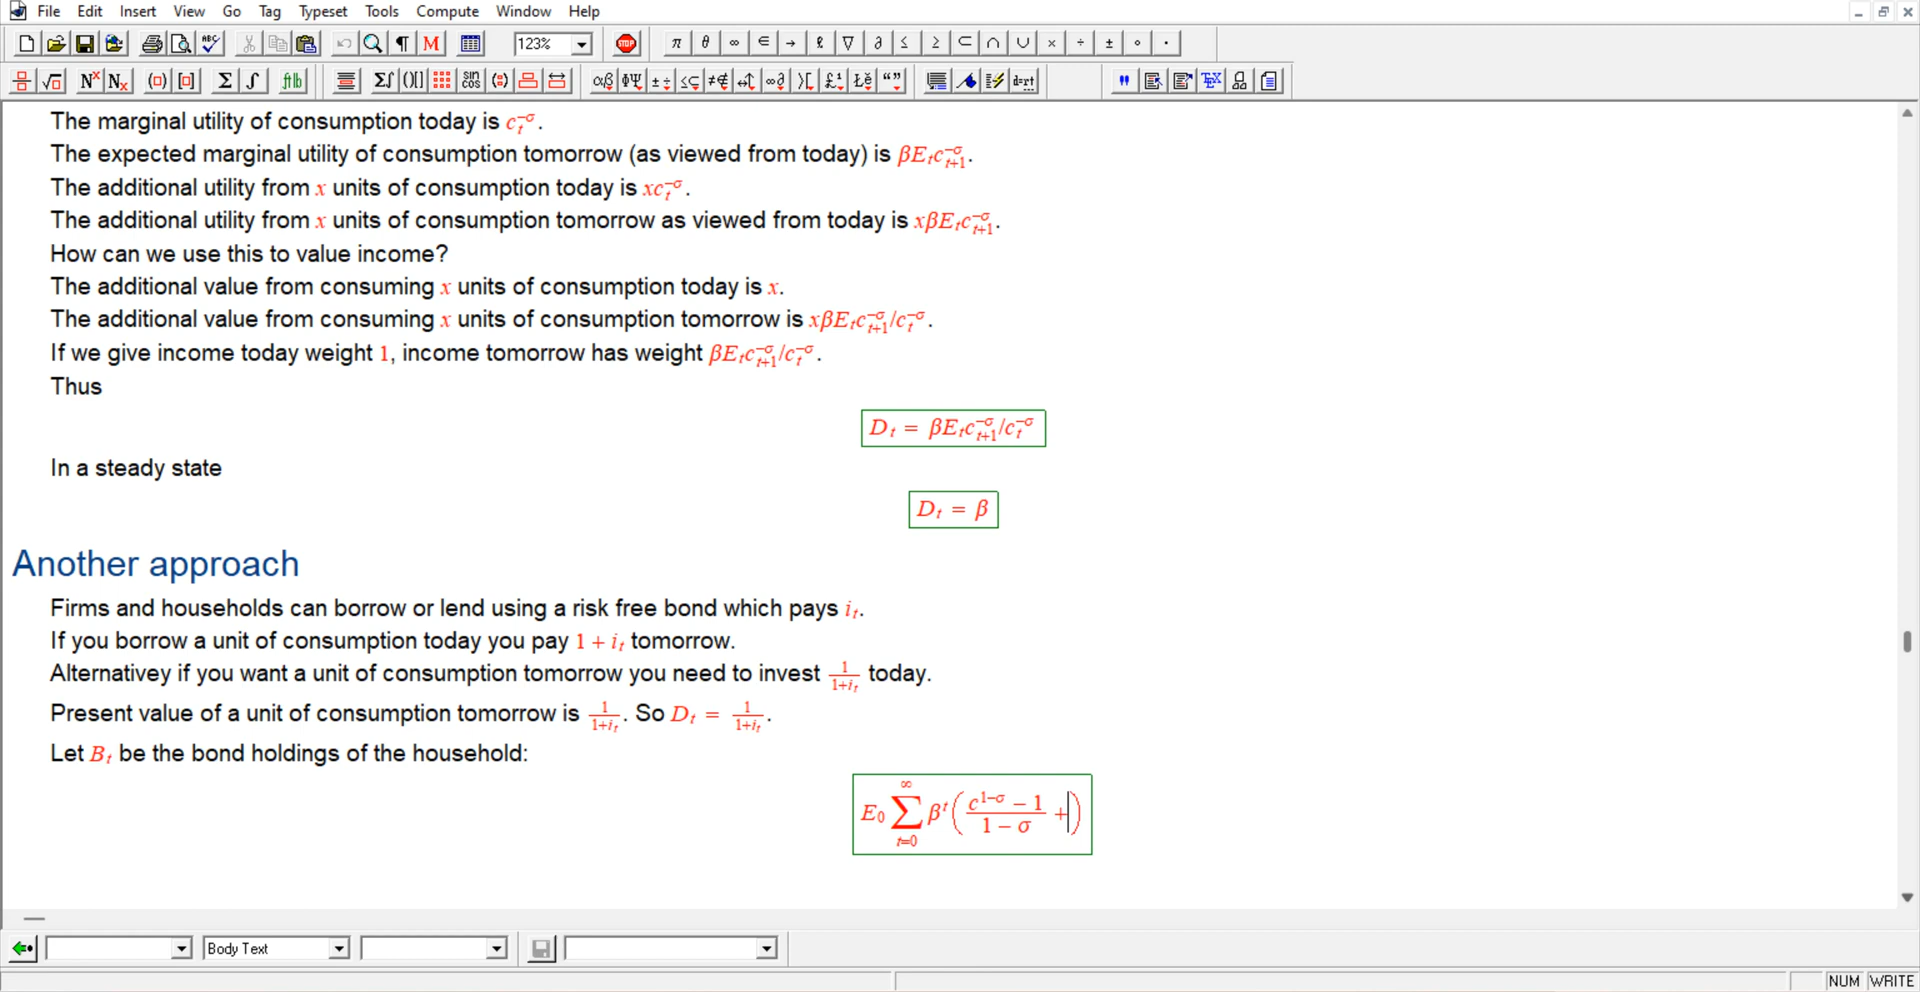 File Edit Insert View Go Tag Typeset Tools Compute Window Help
123% STOP π θ ∞ ∈ → ℓ ∇ ∂ ≤ ≥ ⊂ ∩ ∪ × ÷ ± ∘ ·
The marginal utility of consumption today is c_t^{-σ}.
The expected marginal utility of consumption tomorrow (as viewed from today) is βE_t c_{t+1}^{-σ}.
The additional utility from x units of consumption today is xc_t^{-σ}.
The additional utility from x units of consumption tomorrow as viewed from today is xβE_t c_{t+1}^{-σ}.
How can we use this to value income?
The additional value from consuming x units of consumption today is x.
The additional value from consuming x units of consumption tomorrow is xβE_t c_{t+1}^{-σ}/c_t^{-σ}.
If we give income today weight 1, income tomorrow has weight βE_t c_{t+1}^{-σ}/c_t^{-σ}.
Thus
D_t = βE_t c_{t+1}^{-σ}/c_t^{-σ}
In a steady state
D_t = β
Another approach
Firms and households can borrow or lend using a risk free bond which pays i_t.
If you borrow a unit of consumption today you pay 1 + i_t tomorrow.
Alternativey if you want a unit of consumption tomorrow you need to invest \frac{1}{1+i_t} today.
Present value of a unit of consumption tomorrow is \frac{1}{1+i_t}. So D_t = \frac{1}{1+i_t}.
Let B_t be the bond holdings of the household:
E_0 \sum_{t=0}^{∞} β^t ( \frac{c^{1-σ} - 1}{1 - σ} + )
Body Text
NUM WRITE